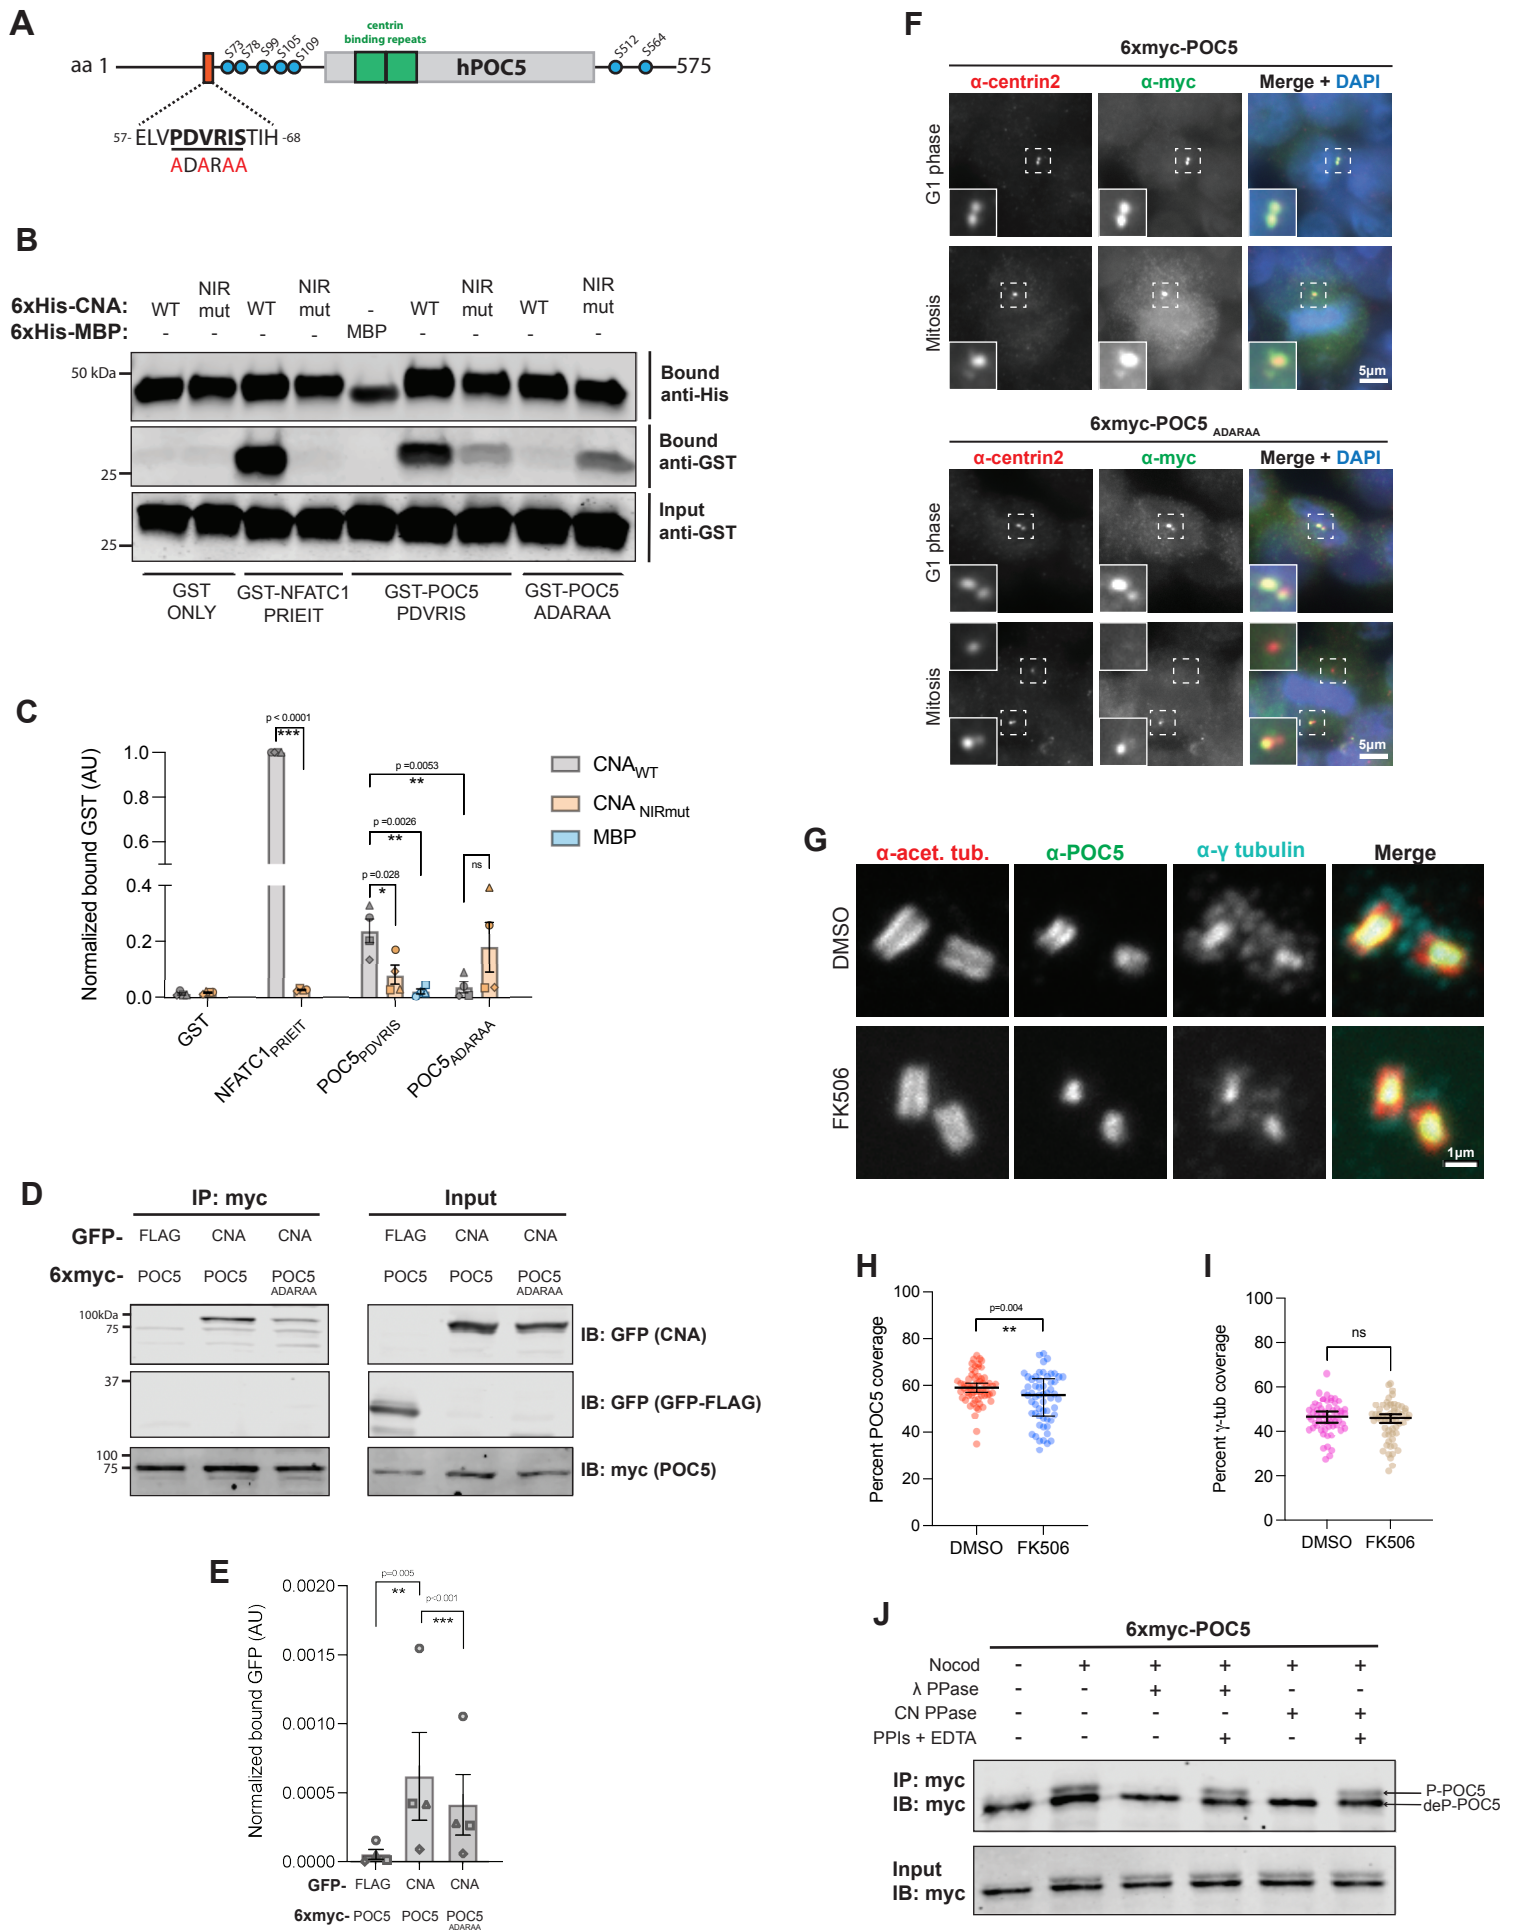 A
centrin
binding repeats
aa 1
S73
S78
S99
S105
S109
hPOC5
S512
S564
575
57- ELVPDVRISTIH -68
ADARAA
B
6xHis-CNA: WT NIR mut WT NIR mut - WT NIR mut WT NIR mut
6xHis-MBP: - - - - MBP - - - -
50 kDa
Bound
anti-His
25
Bound
anti-GST
25
Input
anti-GST
GST
ONLY
GST-NFATC1
PRIEIT
GST-POC5
PDVRIS
GST-POC5
ADARAA
C
Normalized bound GST (AU)
1.0
0.8
0.6
0.4
0.2
0.0
p < 0.0001
***
p =0.0053
**
p =0.0026
**
p =0.028
*
ns
CNAWT
CNA NIRmut
MBP
GST
NFATC1PRIEIT
POC5PDVRIS
POC5ADARAA
D
IP: myc Input
GFP- FLAG CNA CNA FLAG CNA CNA
6xmyc- POC5 POC5 POC5 ADARAA POC5 POC5 POC5 ADARAA
100kDa
75
IB: GFP (CNA)
37
IB: GFP (GFP-FLAG)
100
75
IB: myc (POC5)
E
Normalized bound GFP (AU)
0.0020
0.0015
0.0010
0.0005
0.0000
p=0.005
**
p<0.001
***
GFP- FLAG CNA CNA
6xmyc- POC5 POC5 POC5
ADARAA
F
6xmyc-POC5
α-centrin2 α-myc Merge + DAPI
G1 phase
Mitosis
5µm
6xmyc-POC5 ADARAA
α-centrin2 α-myc Merge + DAPI
G1 phase
Mitosis
5µm
G
α-acet. tub. α-POC5 α-γ tubulin Merge
DMSO
FK506
1µm
H
Percent POC5 coverage
100
80
60
40
20
0
p=0.004
**
DMSO FK506
I
Percent γ-tub coverage
100
80
60
40
20
0
ns
DMSO FK506
J
6xmyc-POC5
Nocod - + + + + +
λ PPase - - + + - -
CN PPase - - - - + +
PPIs + EDTA - - - + - +
IP: myc
IB: myc
P-POC5
deP-POC5
Input
IB: myc